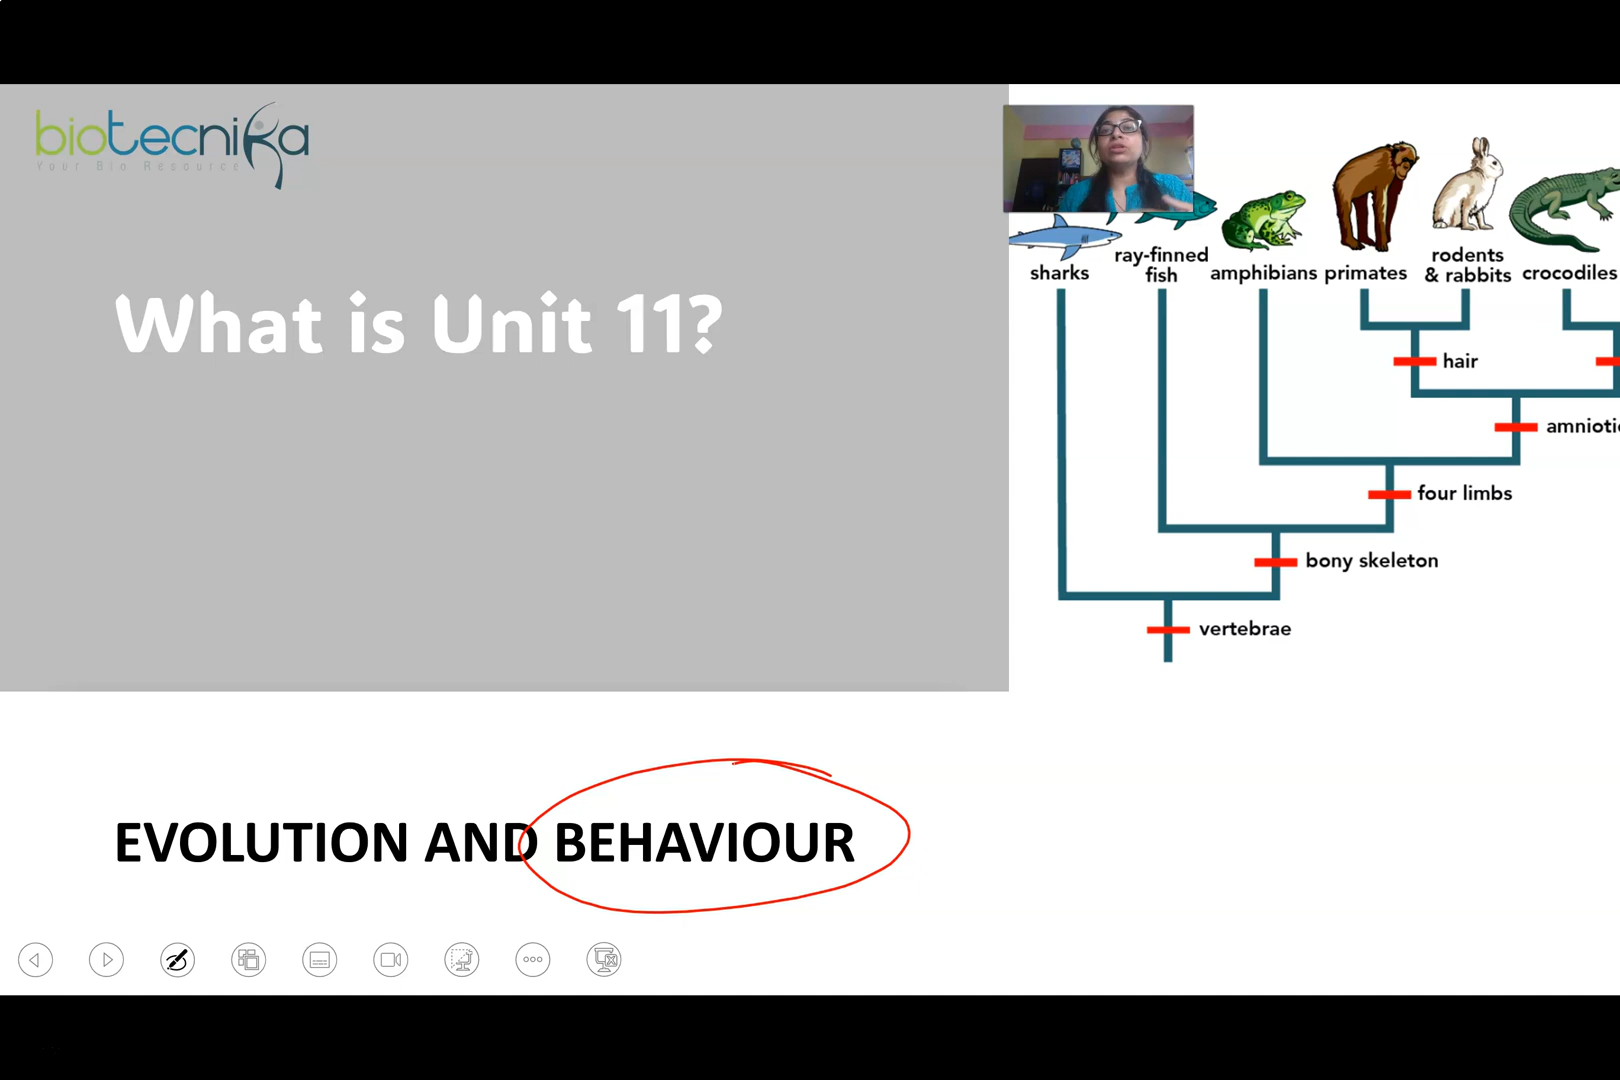 biotecnika
Your Bio Resource
What is Unit 11?
sharks
ray-finned
fish
amphibians
primates
rodents
& rabbits
crocodiles
hair
amniotic
four limbs
bony skeleton
vertebrae
EVOLUTION AND BEHAVIOUR